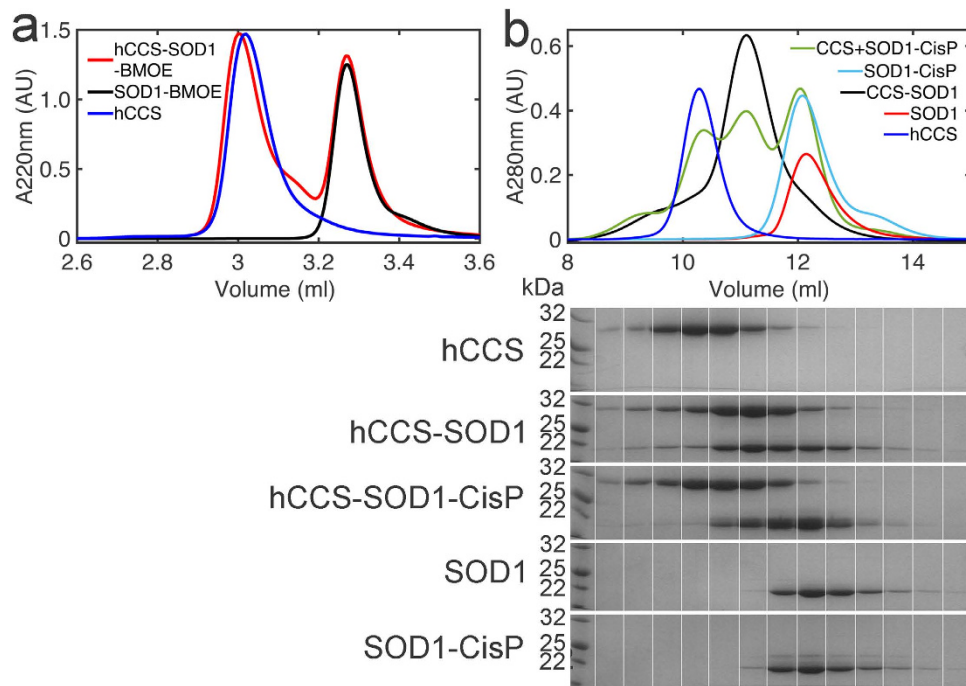 a
hCCS-SOD1
-BMOE
SOD1-BMOE
hCCS
A220nm (AU)
1.5
1.0
0.5
0
2.6 2.8 3 3.2 3.4 3.6
Volume (ml)
b
CCS+SOD1-CisP
SOD1-CisP
CCS-SOD1
SOD1
hCCS
A280nm (AU)
0.6
0.4
0.2
0
8 10 12 14
Volume (ml)
kDa
hCCS
32
25
22
hCCS-SOD1
32
25
22
hCCS-SOD1-CisP
32
25
22
SOD1
32
25
22
SOD1-CisP
32
25
22